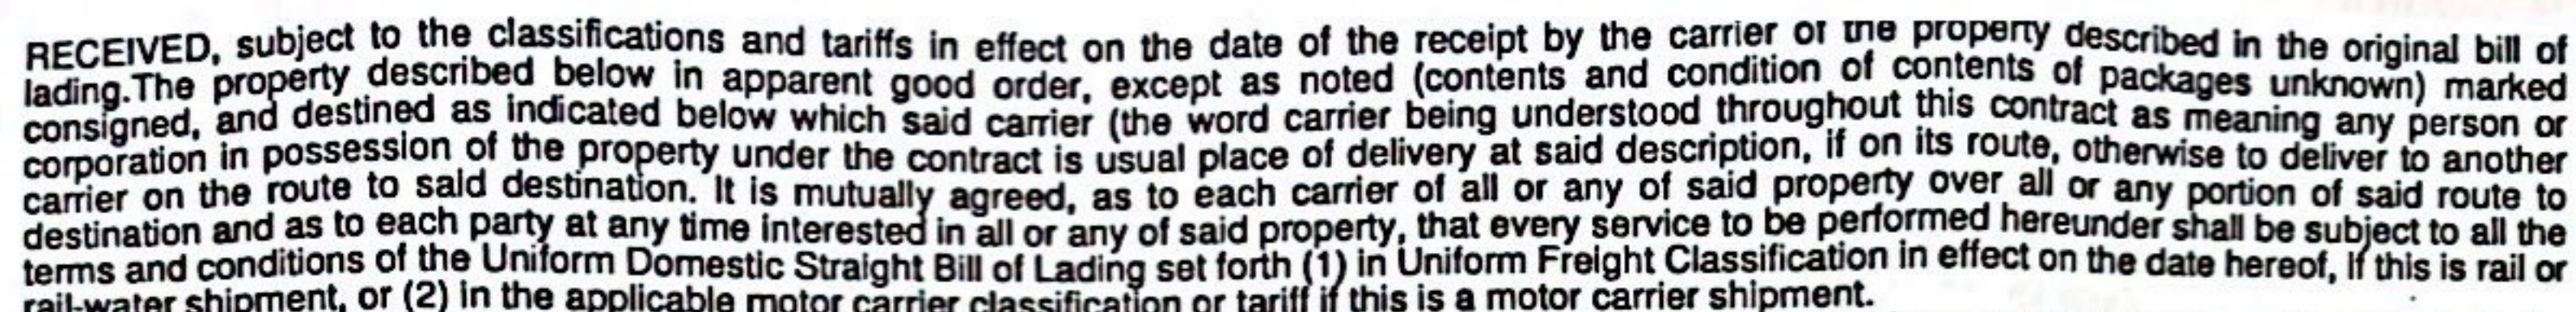 RECEIVED, subject to the classifications and tariffs in effect on the date of the receipt by the carrier of the property described in the original bill of
lading.The property described below in apparent good order, except as noted (contents and condition of contents of packages unknown) marked
consigned, and destined as indicated below which said carrier (the word carrier being understood throughout this contract as meaning any person or
corporation in possession of the property under the contract is usual place of delivery at said description, if on its route, otherwise to deliver to another
carrier on the route to said destination. It is mutually agreed, as to each carrier of all or any of said property over all or any portion of said route to
destination and as to each party at any time interested in all or any of said property, that every service to be performed hereunder shall be subject to all the
terms and conditions of the Uniform Domestic Straight Bill of Lading set forth (1) in Uniform Freight Classification in effect on the date hereof, if this is rail or
rail-water shipment, or (2) in the applicable motor carrier classification or tariff if this is a motor carrier shipment.